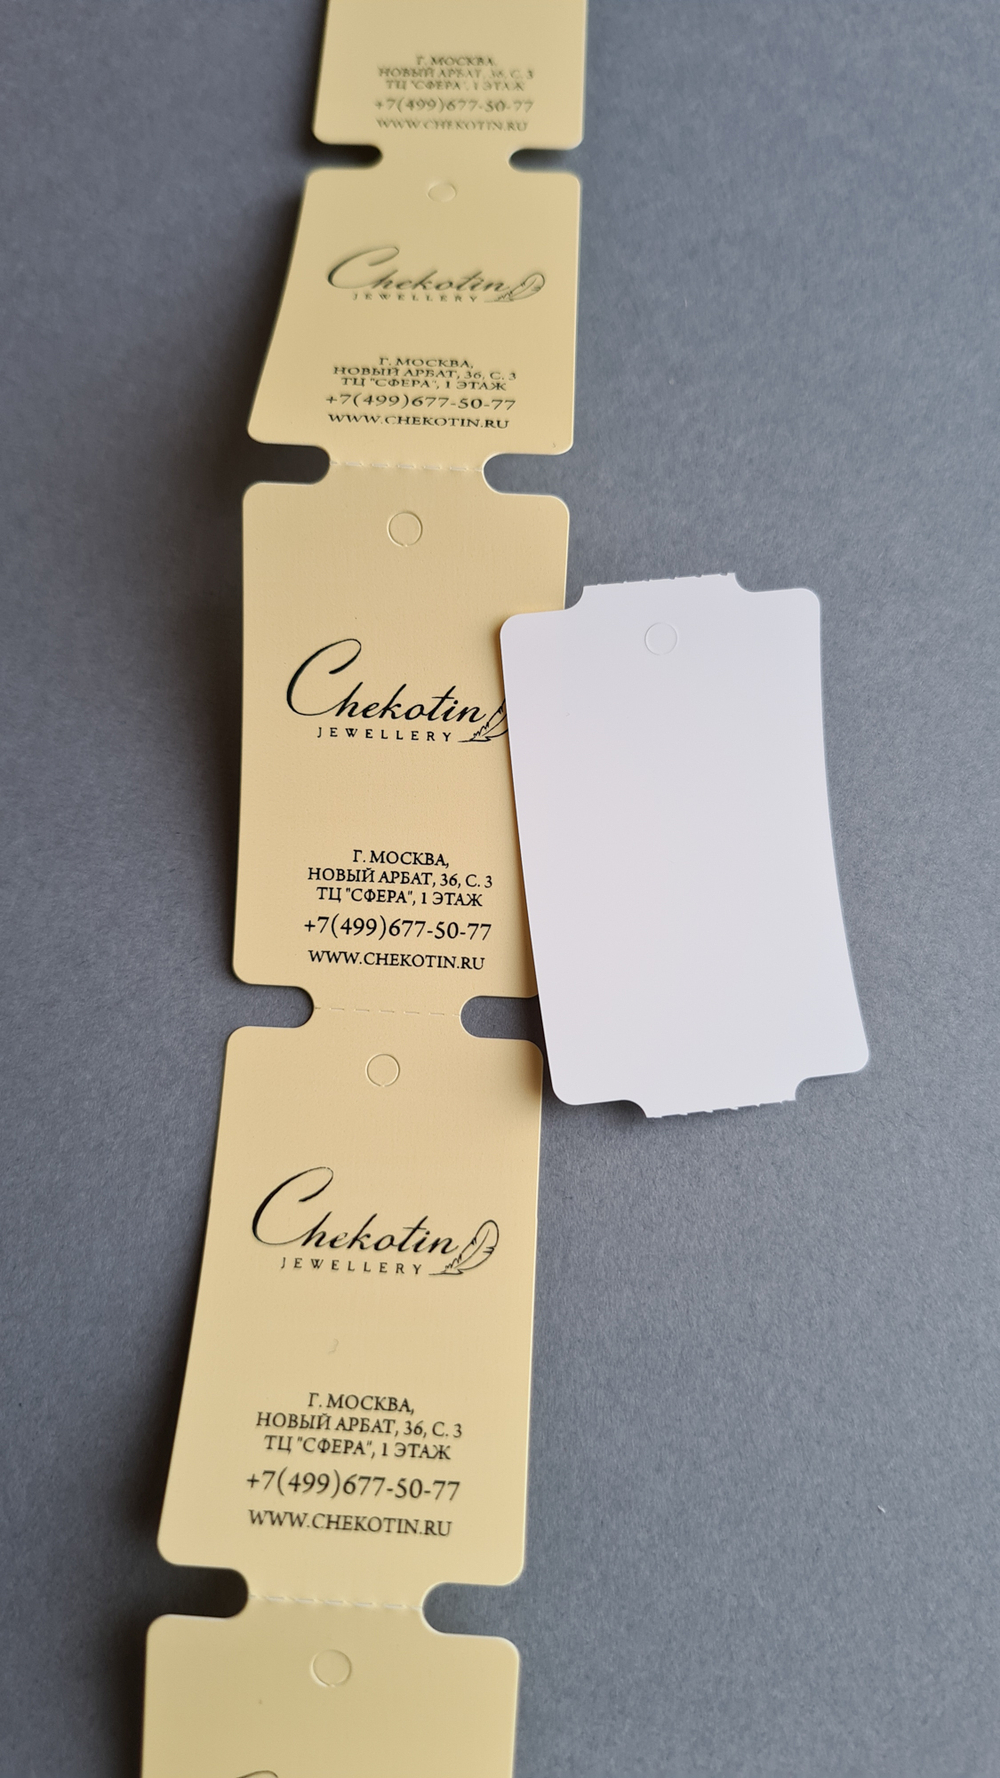 Г. МОСКВА,
НОВЫЙ АРБАТ, 36, С. 3
ТЦ "СФЕРА", 1 ЭТАЖ
+7(499)677-50-77
WWW.CHEKOTIN.RU
Chekotin
JEWELLERY
Г. МОСКВА,
НОВЫЙ АРБАТ, 36, С. 3
ТЦ "СФЕРА", 1 ЭТАЖ
+7(499)677-50-77
WWW.CHEKOTIN.RU
Chekotin
JEWELLERY
Г. МОСКВА,
НОВЫЙ АРБАТ, 36, С. 3
ТЦ "СФЕРА", 1 ЭТАЖ
+7(499)677-50-77
WWW.CHEKOTIN.RU
Chekotin
JEWELLERY
Г. МОСКВА,
НОВЫЙ АРБАТ, 36, С. 3
ТЦ "СФЕРА", 1 ЭТАЖ
+7(499)677-50-77
WWW.CHEKOTIN.RU